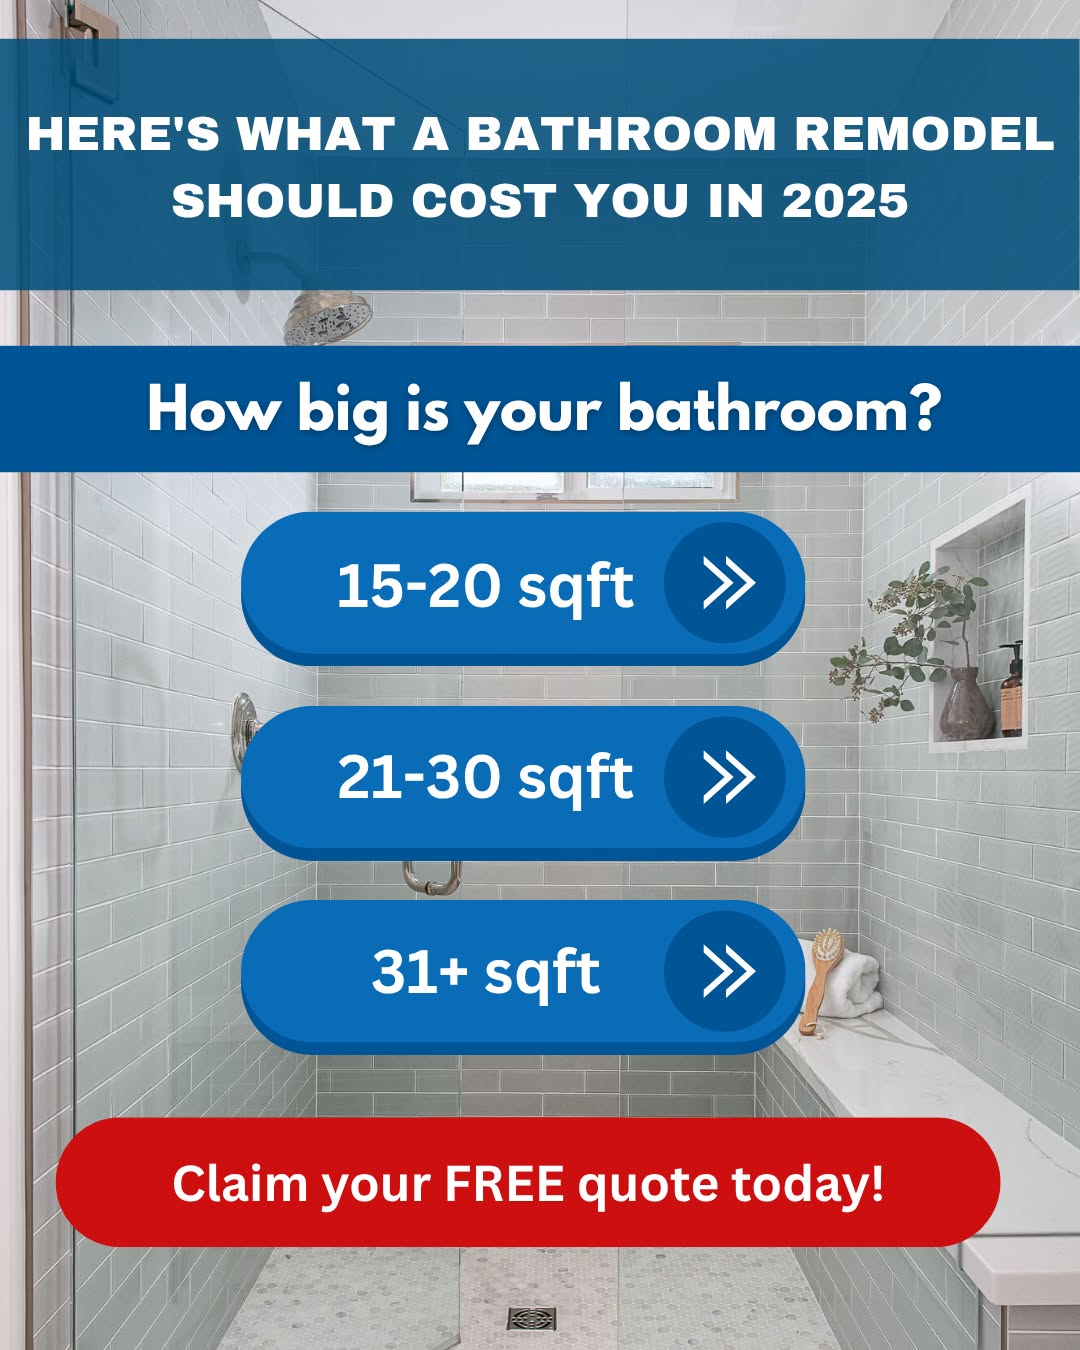 HERE'S WHAT A BATHROOM REMODEL
SHOULD COST YOU IN 2025
How big is your bathroom?
15-20 sqft
21-30 sqft
31+ sqft
Claim your FREE quote today!